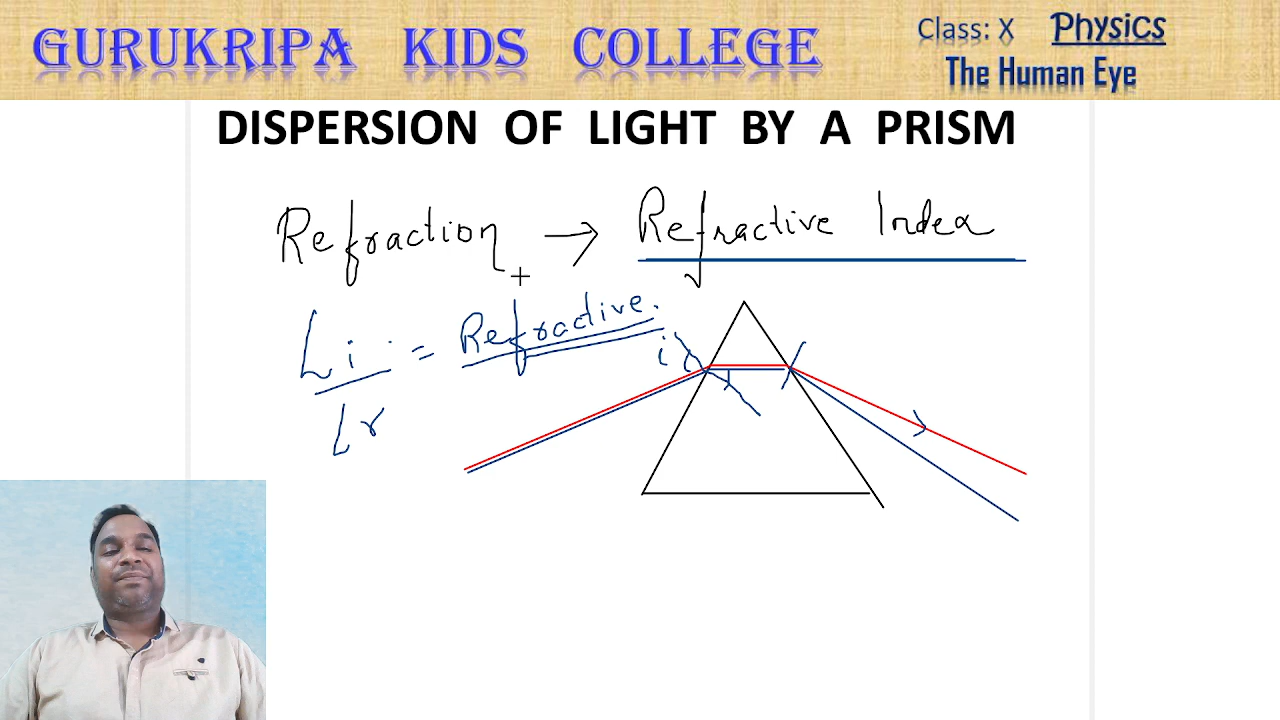 GURUKRIPA KIDS COLLEGE
Class: X Physics
The Human Eye
DISPERSION OF LIGHT BY A PRISM
Refraction → Refractive Index
∠i = Refractive.
∠r
i